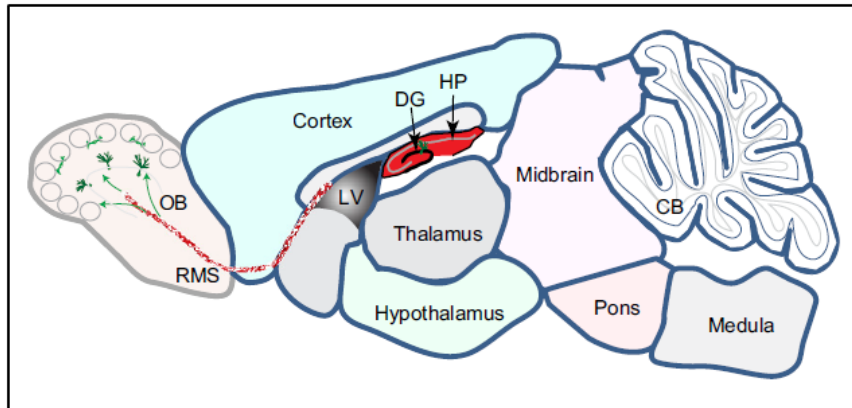 HP
DG
Cortex
Midbrain
OB
LV
CB
Thalamus
RMS
Hypothalamus
Pons
Medula